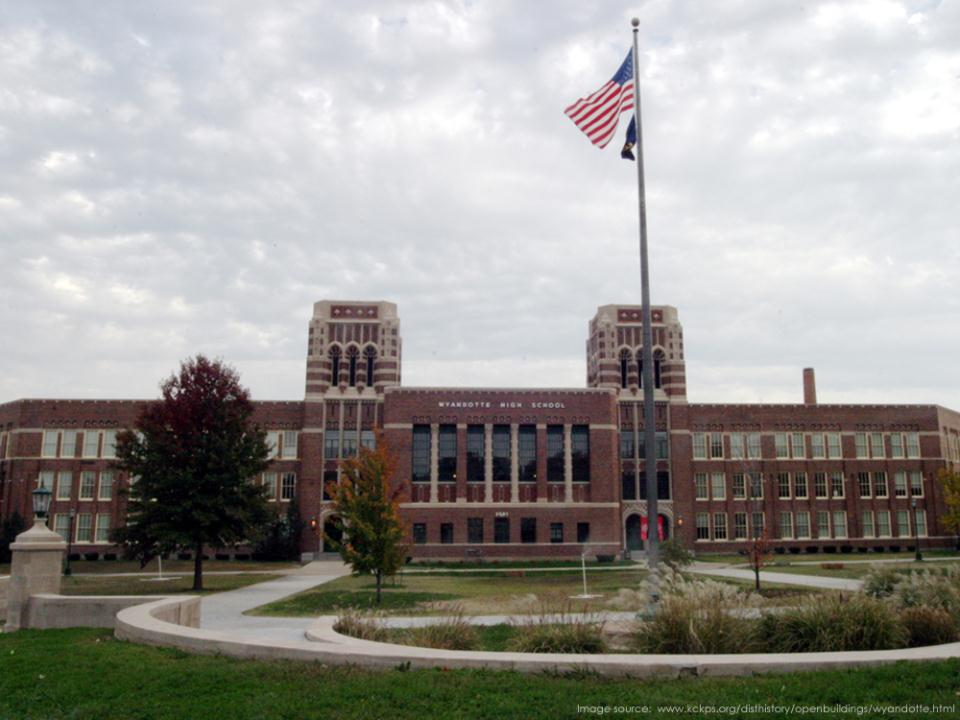 WYANDOTTE HIGH SCHOOL
Image source: www.kckps.org/disthistory/openbuildings/wyandotte.html